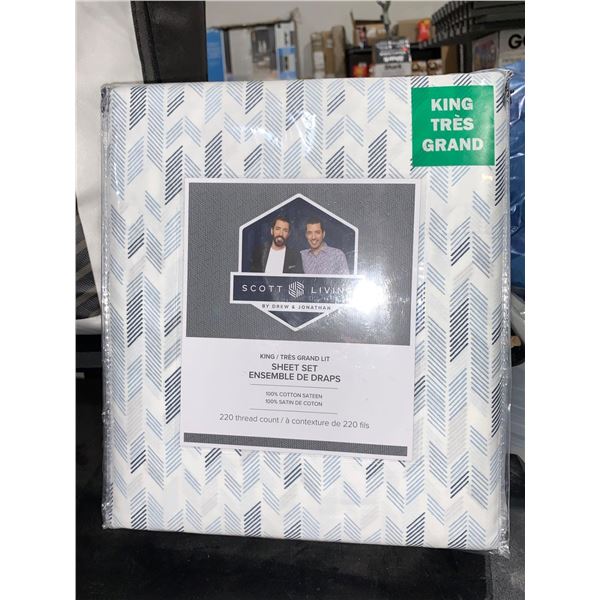 GO
KING
TRÈS
GRAND
SCOTT LIVING
BY DREW & JONATHAN
KING / TRÈS GRAND LIT
SHEET SET
ENSEMBLE DE DRAPS
100% COTTON SATEEN
100% SATIN DE COTON
220 thread count / à contexture de 220 fils